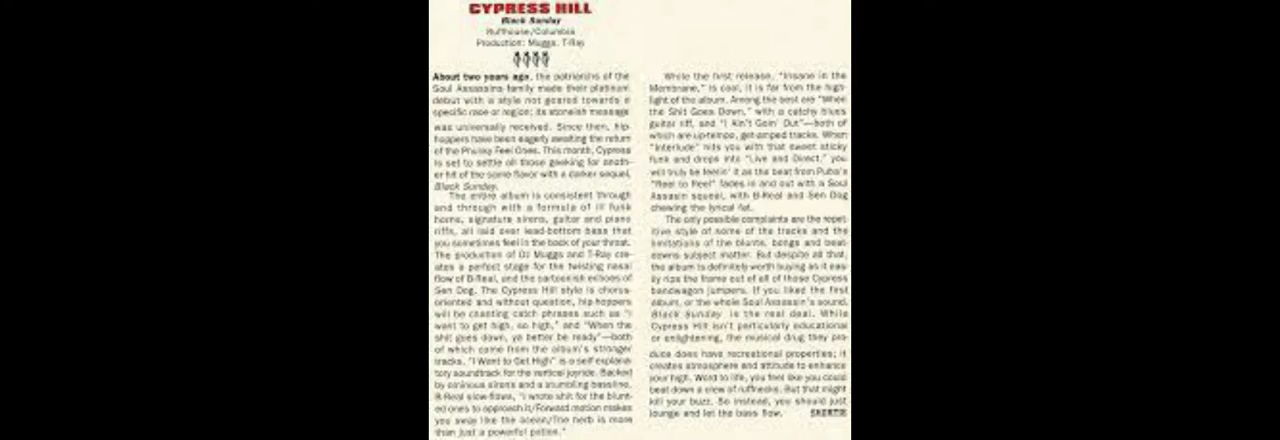 CYPRESS HILL
Black Sunday
Ruffhouse/Columbia
Production: Muggs, T-Ray
About two years ago, the patriarchs of the
Soul Assassins family made their platinum
debut with a style not geared towards a
specific race or region; its stoneish message
was universally received. Since then, hip-
hoppers have been eagerly awaiting the return
of the Phunky Feel Ones. This month, Cypress
is set to settle all those geeking for anoth-
er hit of the same flavor with a darker sequel,
Black Sunday.
The entire album is consistent through
and through with a formula of ill funk
horns, signature sirens, guitar and piano
riffs, all laid over lead-bottom bass that
you sometimes feel in the back of your throat.
The production of DJ Muggs and T-Ray cre-
ates a perfect stage for the twisting nasal
flow of B-Real, and the cartoonish echoes of
Sen Dog. The Cypress Hill style is chorus-
oriented and without question, hip-hoppers
will be chanting catch phrases such as "I
want to get high, so high," and "When the
shit goes down, ya better be ready"—both
of which come from the album's stronger
tracks. "I Want to Get High" is a self explana-
tory soundtrack for the vertical joyride. Backed
by ominous sirens and a stumbling bassline,
B-Real slow-flows, "I wrote shit for the blunt-
ed ones to approach it/Forward motion makes
you sway like the ocean/The herb is more
than just a powerful potion."
While the first release, "Insane in the
Membrane," is cool, it is far from the high-
light of the album. Among the best are "When
the Shit Goes Down," with a catchy blues
guitar riff, and "I Ain't Goin' Out"—both of
which are up-tempo, get-amped tracks. When
"Interlude" hits you with that sweet sticky
funk and drops into "Live and Direct," you
will truly be feelin' it as the beat from Puba's
"Reel to Reel" fades in and out with a Soul
Assassin squeal, with B-Real and Sen Dog
chewing the lyrical fat.
The only possible complaints are the repet-
itive style of some of the tracks and the
limitations of the blunts, bongs and beat-
downs subject matter. But despite all that,
the album is definitely worth buying as it eas-
ily rips the frame out of all of those Cypress
bandwagon jumpers. If you liked the first
album, or the whole Soul Assassin's sound,
Black Sunday is the real deal. While
Cypress Hill isn't particularly educational
or enlightening, the musical drug they pro-
duce does have recreational properties; it
creates atmosphere and attitude to enhance
your high. Word to life, you feel like you could
beat down a crew of ruffnecks. But that might
kill your buzz. So instead, you should just
lounge and let the bass flow. SHORTIE